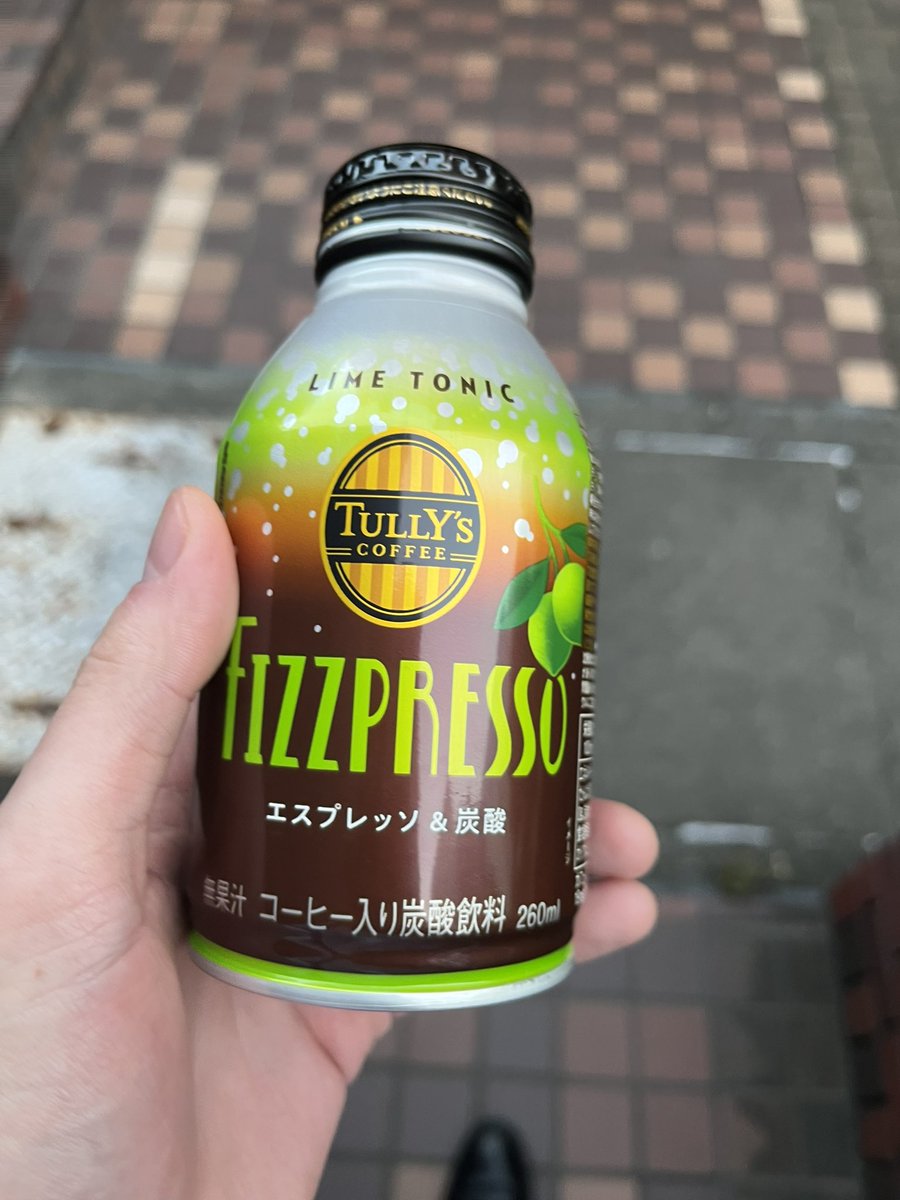 LIME TONIC
TULLY'S
COFFEE
FIZZPRESSO
エスプレッソ & 炭酸
無果汁 コーヒー入り炭酸飲料 260ml